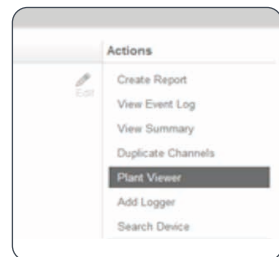 Actions
Edit
Create Report
View Event Log
View Summary
Duplicate Channels
Plant Viewer
Add Logger
Search Device